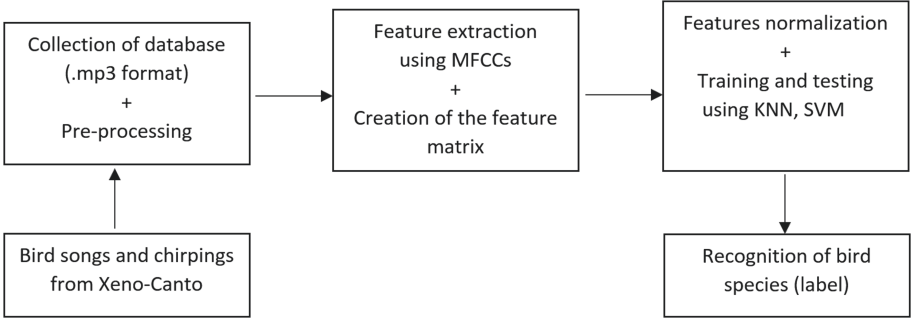 Collection of database
(.mp3 format)
+
Pre-processing
Feature extraction
using MFCCs
+
Creation of the feature
matrix
Features normalization
+
Training and testing
using KNN, SVM
Bird songs and chirpings
from Xeno-Canto
Recognition of bird
species (label)